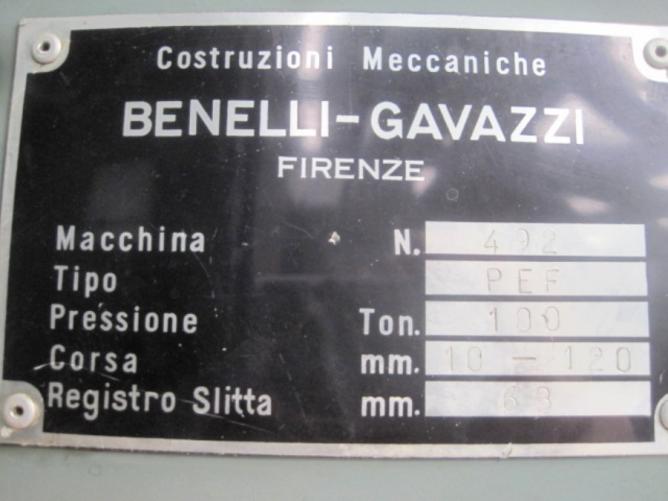 Costruzioni Meccaniche
BENELLI-GAVAZZI
FIRENZE
Macchina N. 492
Tipo PEF
Pressione Ton. 100
Corsa mm. 10 - 120
Registro Slitta mm. 68